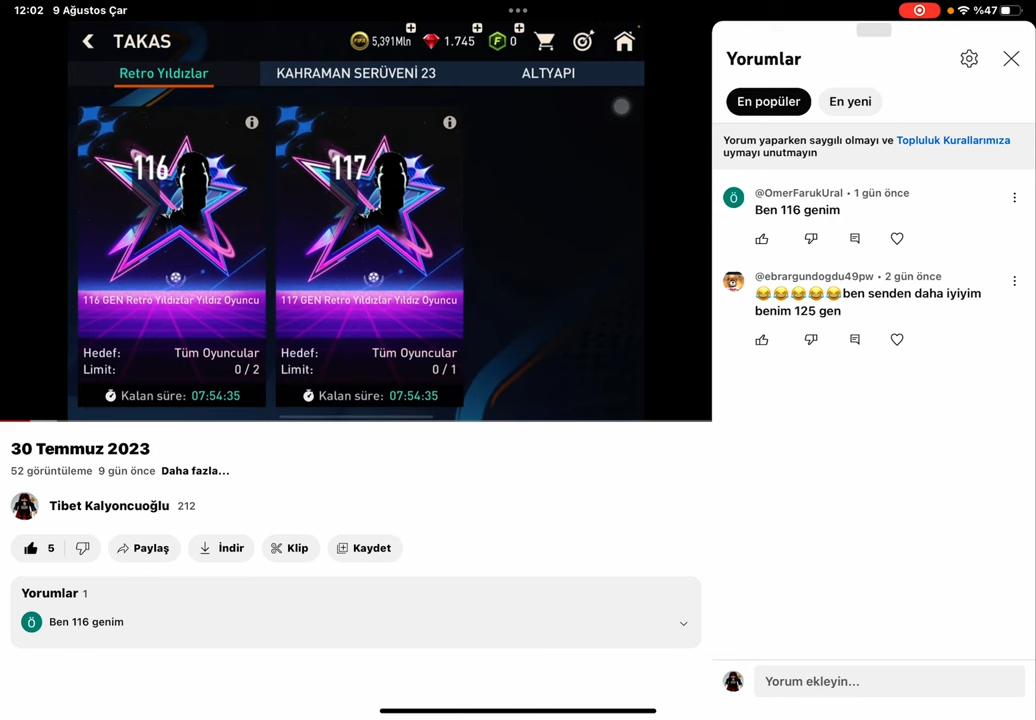 12:02 9 Ağustos Çar
%47
TAKAS
5,391Mln
1.745
0
Retro Yıldızlar
KAHRAMAN SERÜVENİ 23
ALTYAPI
116
116 GEN Retro Yıldızlar Yıldız Oyuncu
Hedef: Tüm Oyuncular
Limit: 0 / 2
Kalan süre: 07:54:35
117
117 GEN Retro Yıldızlar Yıldız Oyuncu
Hedef: Tüm Oyuncular
Limit: 0 / 1
Kalan süre: 07:54:35
30 Temmuz 2023
52 görüntüleme 9 gün önce Daha fazla...
Tibet Kalyoncuoğlu 212
5
Paylaş
İndir
Klip
Kaydet
Yorumlar 1
Ö
Ben 116 genim
Yorumlar
En popüler
En yeni
Yorum yaparken saygılı olmayı ve Topluluk Kurallarımıza
uymayı unutmayın
Ö
@OmerFarukUral • 1 gün önce
Ben 116 genim
@ebrargundogdu49pw • 2 gün önce
😂😂😂😂😂ben senden daha iyiyim
benim 125 gen
Yorum ekleyin...